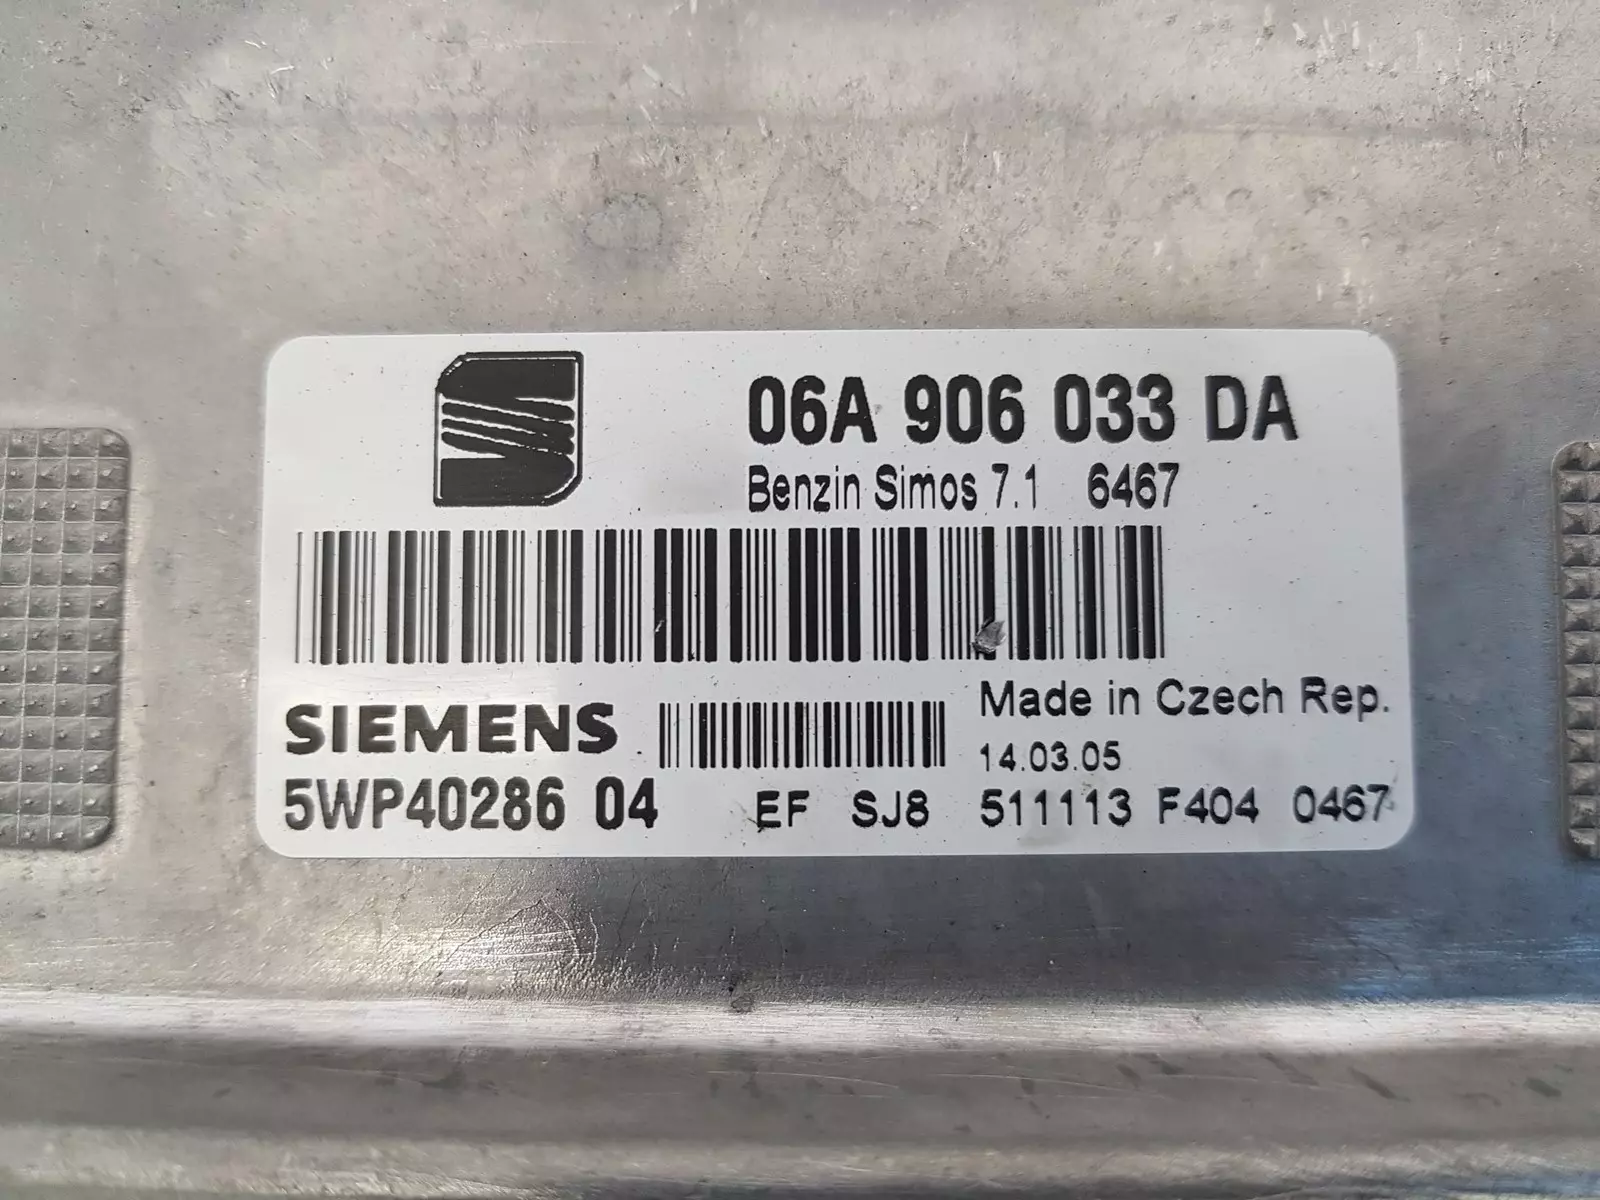 06A 906 033 DA
Benzin Simos 7.1 6467
SIEMENS
Made in Czech Rep.
14.03.05
5WP40286 04 EF SJ8 511113 F404 0467